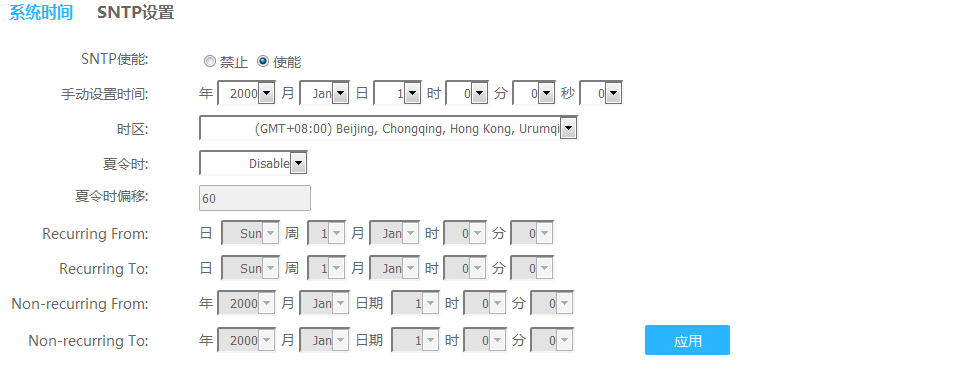 系统时间 SNTP设置
SNTP使能: 禁止 使能
手动设置时间: 年 2000 月 Jan 日 1 时 0 分 0 秒 0
时区: (GMT+08:00) Beijing, Chongqing, Hong Kong, Urumqi
夏令时: Disable
夏令时偏移: 60
Recurring From: 日 Sun 周 1 月 Jan 时 0 分 0
Recurring To: 日 Sun 周 1 月 Jan 时 0 分 0
Non-recurring From: 年 2000 月 Jan 日期 1 时 0 分 0
Non-recurring To: 年 2000 月 Jan 日期 1 时 0 分 0 应用